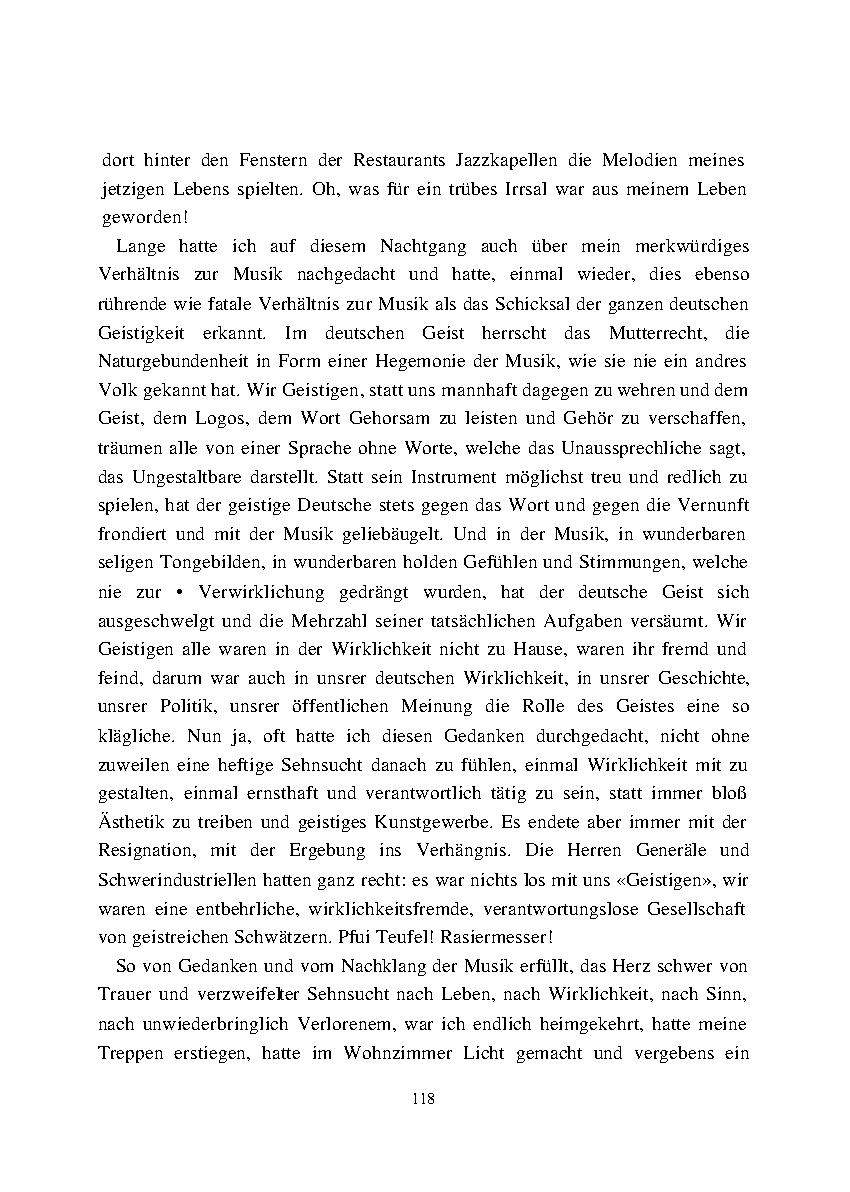 dort hinter den Fenstern der Restaurants Jazzkapellen die Melodien meines
jetzigen Lebens spielten. Oh, was für ein trübes Irrsal war aus meinem Leben
geworden!
Lange hatte ich auf diesem Nachtgang auch über mein merkwürdiges
Verhältnis zur Musik nachgedacht und hatte, einmal wieder, dies ebenso
rührende wie fatale Verhältnis zur Musik als das Schicksal der ganzen deutschen
Geistigkeit erkannt. Im deutschen Geist herrscht das Mutterrecht, die
Naturgebundenheit in Form einer Hegemonie der Musik, wie sie nie ein andres
Volk gekannt hat. Wir Geistigen, statt uns mannhaft dagegen zu wehren und dem
Geist, dem Logos, dem Wort Gehorsam zu leisten und Gehör zu verschaffen,
träumen alle von einer Sprache ohne Worte, welche das Unaussprechliche sagt,
das Ungestaltbare darstellt. Statt sein Instrument möglichst treu und redlich zu
spielen, hat der geistige Deutsche stets gegen das Wort und gegen die Vernunft
frondiert und mit der Musik geliebäugelt. Und in der Musik, in wunderbaren
seligen Tongebilden, in wunderbaren holden Gefühlen und Stimmungen, welche
nie zur • Verwirklichung gedrängt wurden, hat der deutsche Geist sich
ausgeschwelgt und die Mehrzahl seiner tatsächlichen Aufgaben versäumt. Wir
Geistigen alle waren in der Wirklichkeit nicht zu Hause, waren ihr fremd und
feind, darum war auch in unsrer deutschen Wirklichkeit, in unsrer Geschichte,
unsrer Politik, unsrer öffentlichen Meinung die Rolle des Geistes eine so
klägliche. Nun ja, oft hatte ich diesen Gedanken durchgedacht, nicht ohne
zuweilen eine heftige Sehnsucht danach zu fühlen, einmal Wirklichkeit mit zu
gestalten, einmal ernsthaft und verantwortlich tätig zu sein, statt immer bloß
Ästhetik zu treiben und geistiges Kunstgewerbe. Es endete aber immer mit der
Resignation, mit der Ergebung ins Verhängnis. Die Herren Generäle und
Schwerindustriellen hatten ganz recht: es war nichts los mit uns «Geistigen», wir
waren eine entbehrliche, wirklichkeitsfremde, verantwortungslose Gesellschaft
von geistreichen Schwätzern. Pfui Teufel! Rasiermesser!
So von Gedanken und vom Nachklang der Musik erfüllt, das Herz schwer von
Trauer und verzweifelter Sehnsucht nach Leben, nach Wirklichkeit, nach Sinn,
nach unwiederbringlich Verlorenem, war ich endlich heimgekehrt, hatte meine
Treppen erstiegen, hatte im Wohnzimmer Licht gemacht und vergebens ein
118